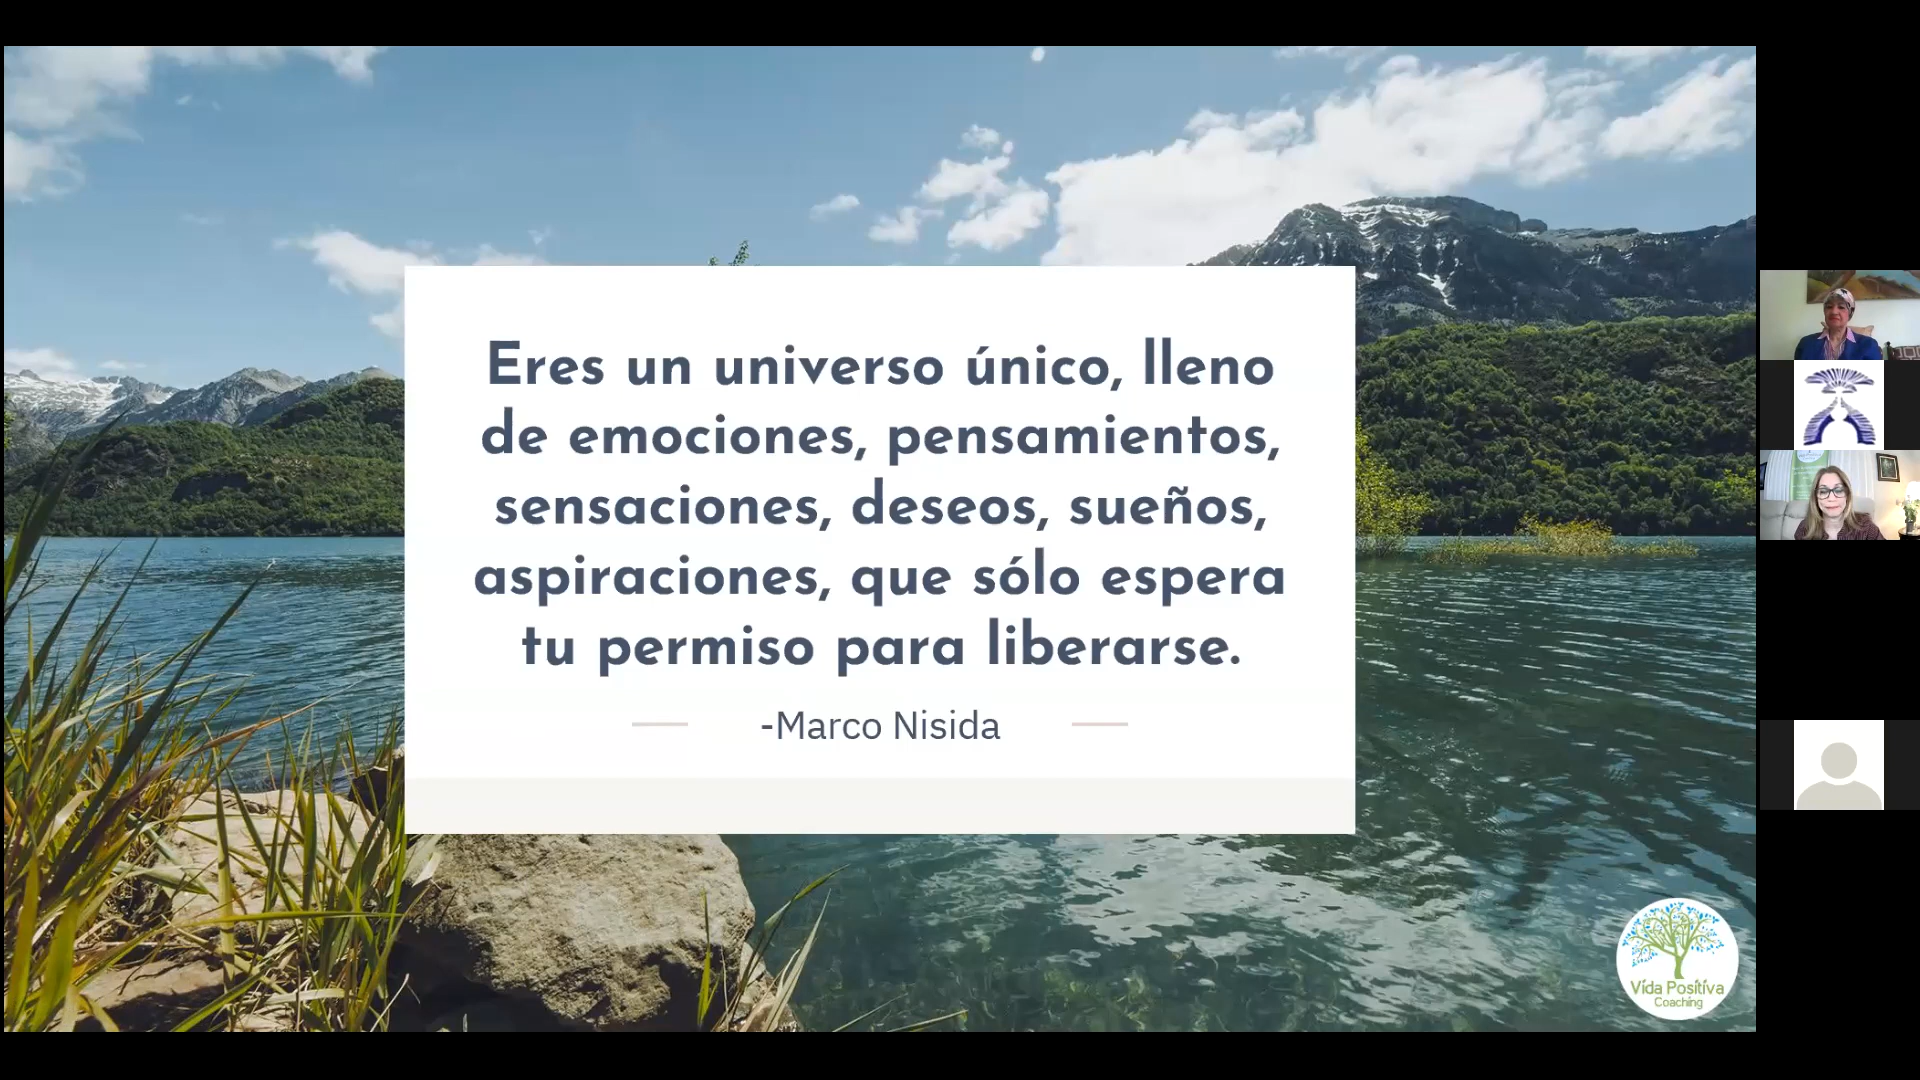 Eres un universo único, lleno
de emociones, pensamientos,
sensaciones, deseos, sueños,
aspiraciones, que sólo espera
tu permiso para liberarse.
-Marco Nisida
Vida Positiva
Coaching